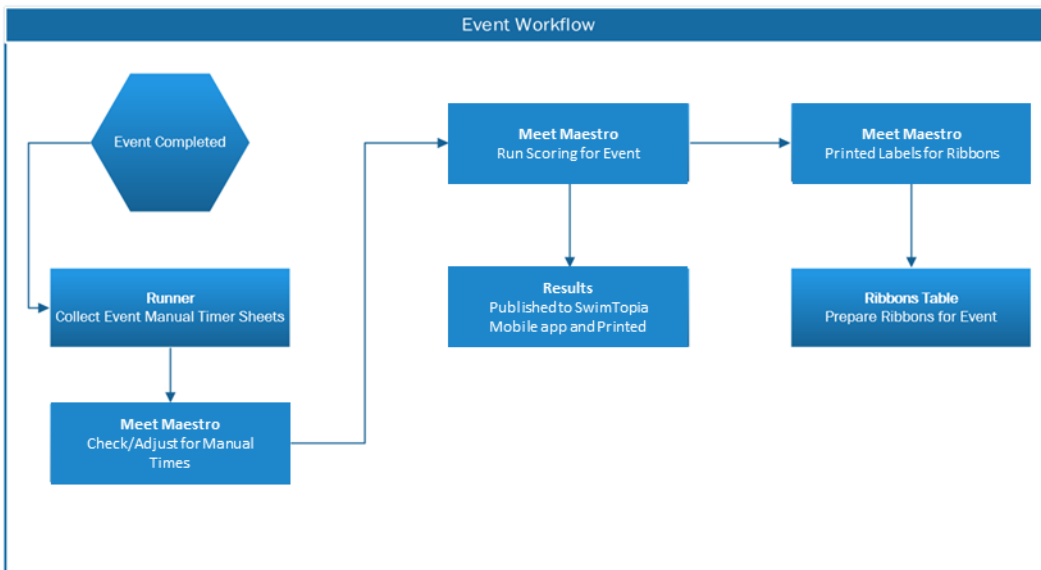 Event Workflow
Event Completed
Runner
Collect Event Manual Timer Sheets
Meet Maestro
Check/Adjust for Manual
Times
Meet Maestro
Run Scoring for Event
Results
Published to SwimTopia
Mobile app and Printed
Meet Maestro
Printed Labels for Ribbons
Ribbons Table
Prepare Ribbons for Event